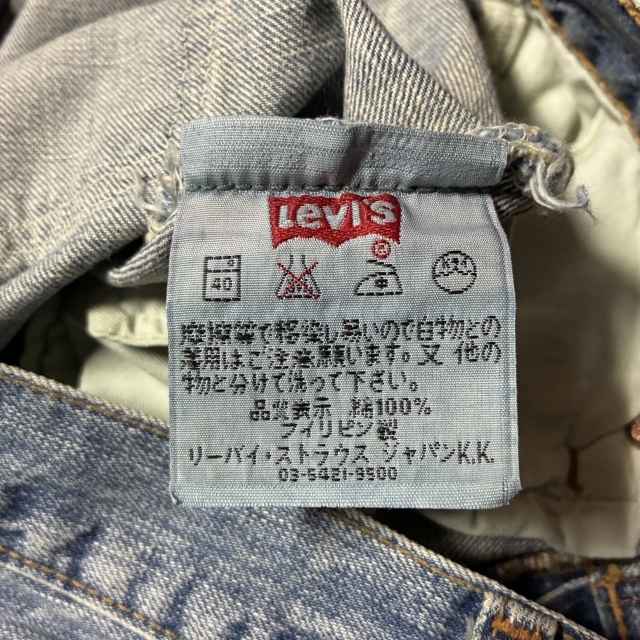 Levi's
©
40
摩擦等で移染し易いので白物との
着用はご注意願います。又 他の
物と分けて洗って下さい。
品質表示 綿100%
フィリピン製
リーバイ・ストラウス ジャパンK.K.
03-5421-9500